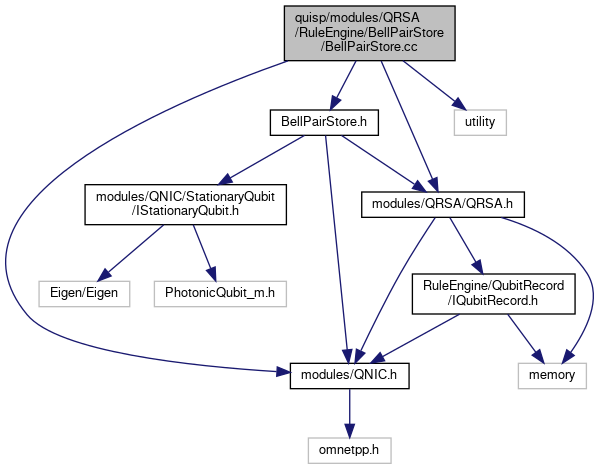 quisp/modules/QRSA
/RuleEngine/BellPairStore
/BellPairStore.cc
BellPairStore.h
utility
modules/QNIC/StationaryQubit
/IStationaryQubit.h
modules/QRSA/QRSA.h
Eigen/Eigen
PhotonicQubit_m.h
RuleEngine/QubitRecord
/IQubitRecord.h
modules/QNIC.h
memory
omnetpp.h